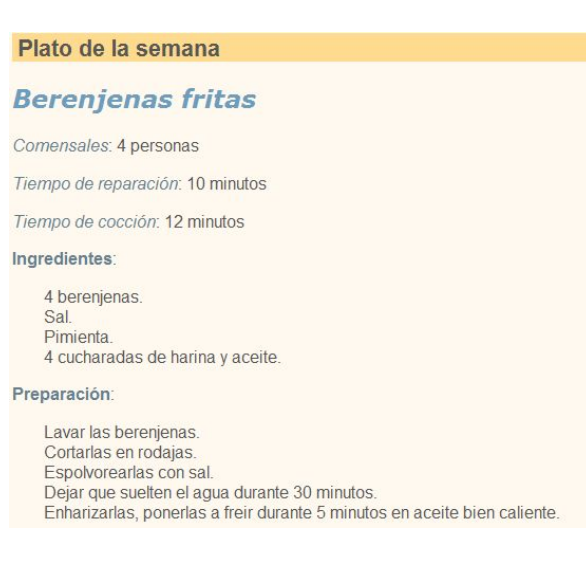 Plato de la semana
Berenjenas fritas
Comensales: 4 personas
Tiempo de reparación: 10 minutos
Tiempo de cocción: 12 minutos
Ingredientes:
4 berenjenas.
Sal.
Pimienta.
4 cucharadas de harina y aceite.
Preparación:
Lavar las berenjenas.
Cortarlas en rodajas.
Espolvorearlas con sal.
Dejar que suelten el agua durante 30 minutos.
Enharizarlas, ponerlas a freir durante 5 minutos en aceite bien caliente.